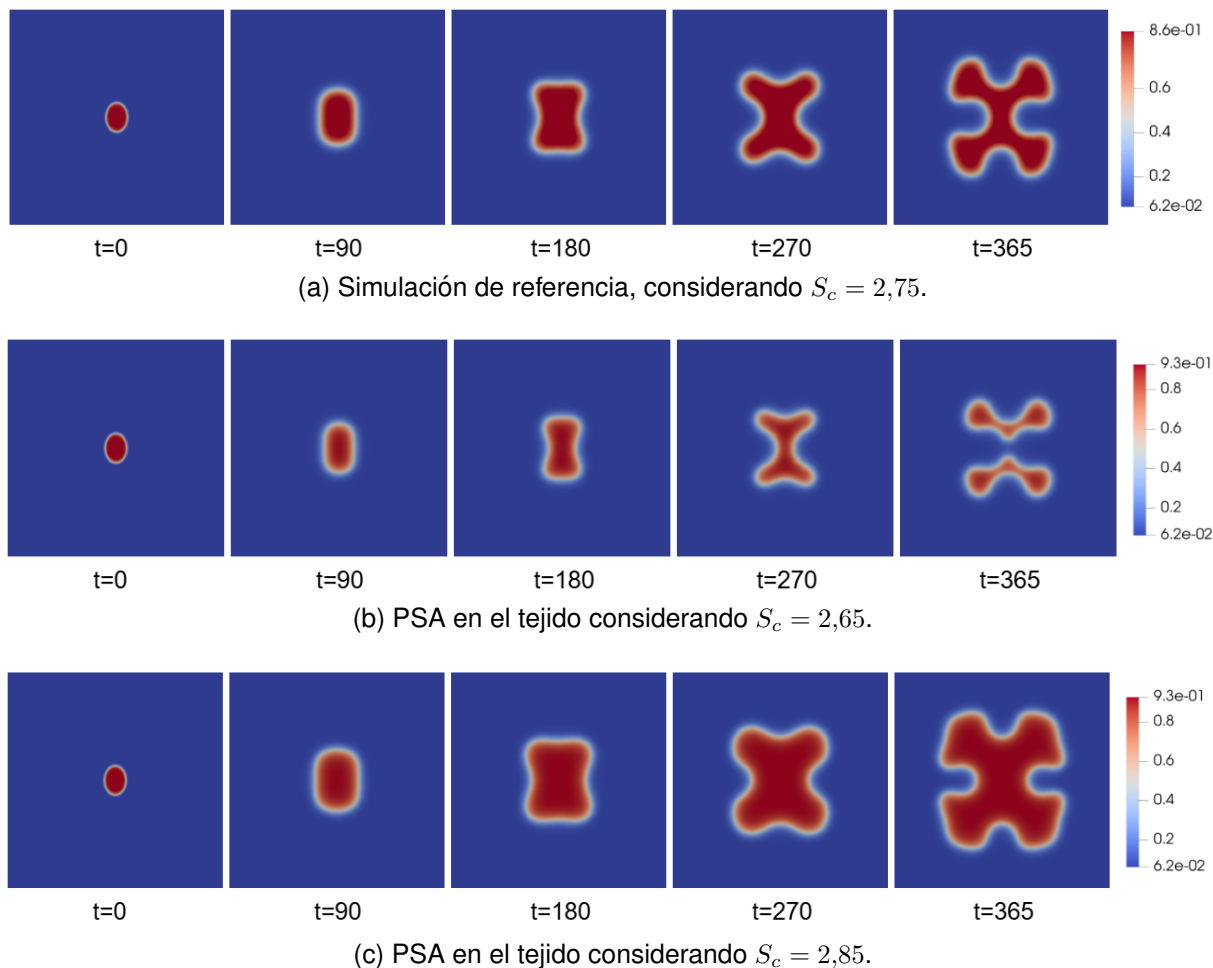 8.6e-01
0.6
0.4
0.2
6.2e-02
t=0 t=90 t=180 t=270 t=365
(a) Simulación de referencia, considerando S_c = 2,75.
9.3e-01
0.8
0.6
0.4
0.2
6.2e-02
t=0 t=90 t=180 t=270 t=365
(b) PSA en el tejido considerando S_c = 2,65.
9.3e-01
0.8
0.6
0.4
0.2
6.2e-02
t=0 t=90 t=180 t=270 t=365
(c) PSA en el tejido considerando S_c = 2,85.